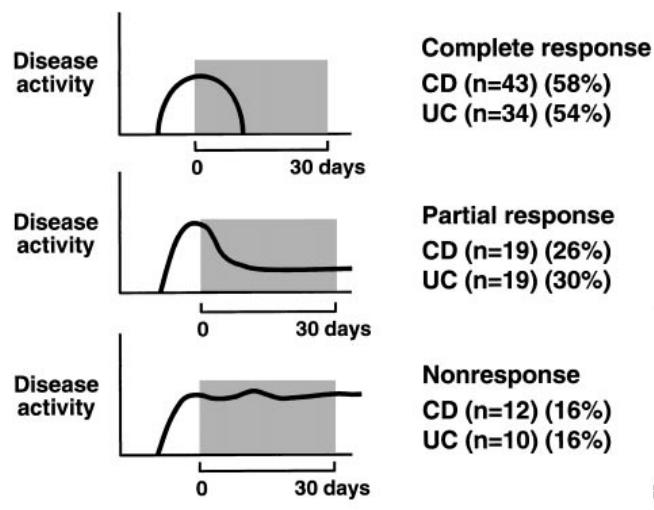 Disease
activity
0 30 days
Complete response
CD (n=43) (58%)
UC (n=34) (54%)
Disease
activity
0 30 days
Partial response
CD (n=19) (26%)
UC (n=19) (30%)
Disease
activity
0 30 days
Nonresponse
CD (n=12) (16%)
UC (n=10) (16%)